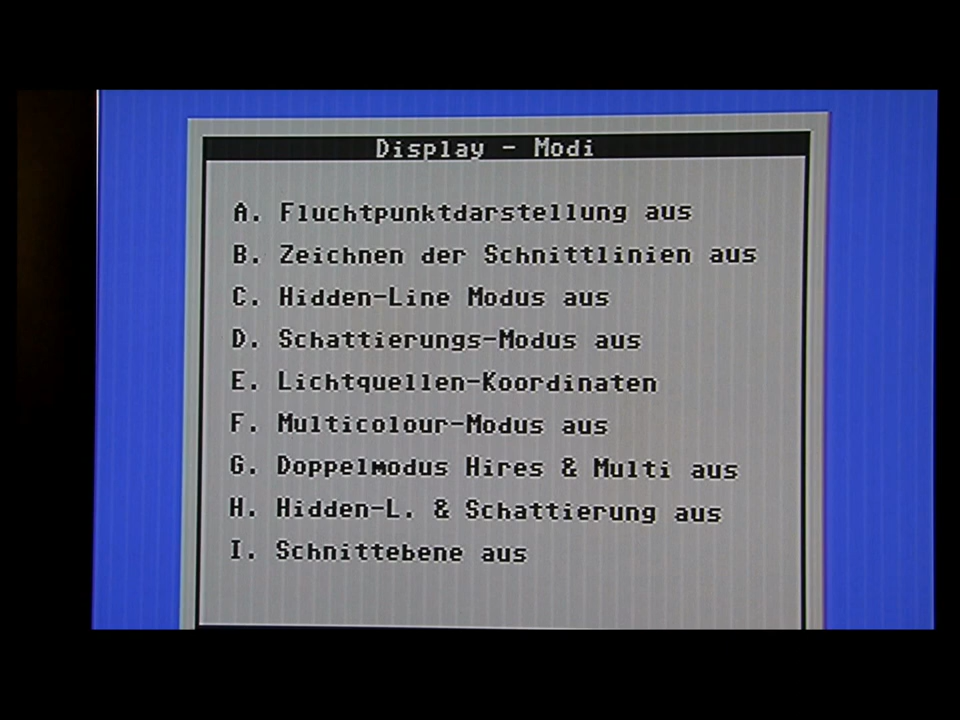 Display - Modi
A. Fluchtpunktdarstellung aus
B. Zeichnen der Schnittlinien aus
C. Hidden-Line Modus aus
D. Schattierungs-Modus aus
E. Lichtquellen-Koordinaten
F. Multicolour-Modus aus
G. Doppelmodus Hires & Multi aus
H. Hidden-L. & Schattierung aus
I. Schnittebene aus